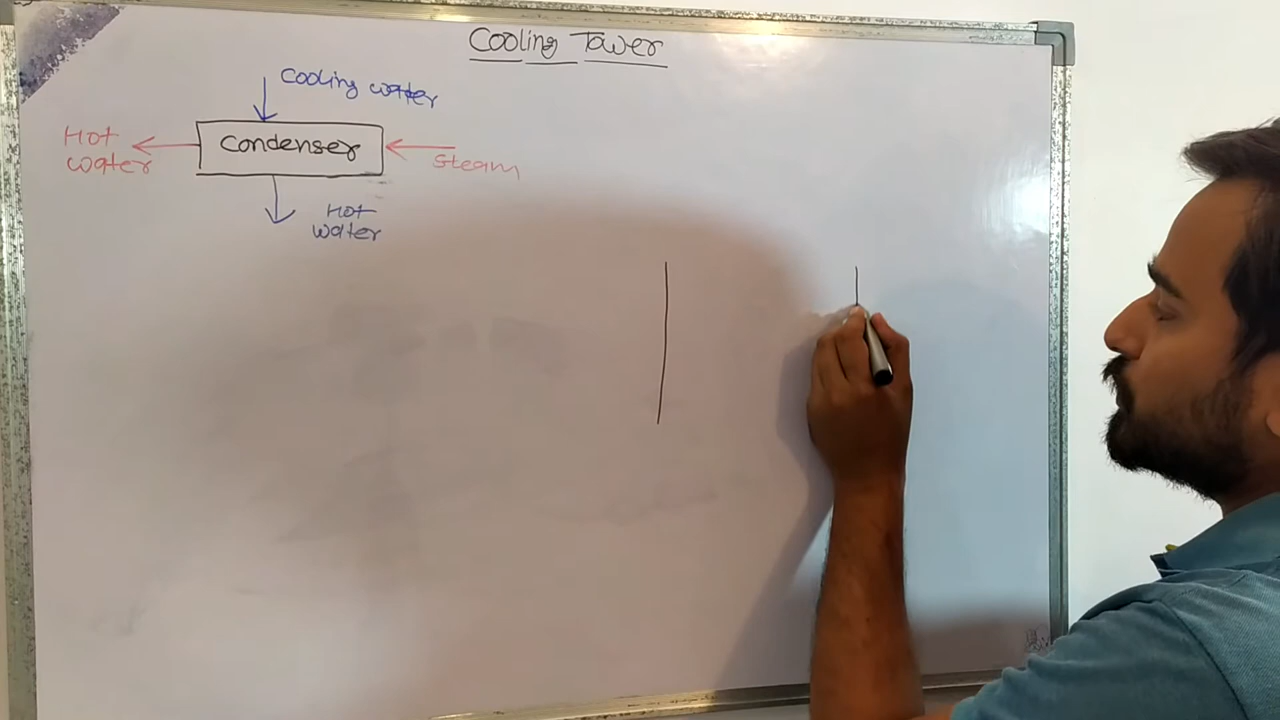 Cooling Tower
Cooling water
Hot
water
Condenser
Steam
Hot
water